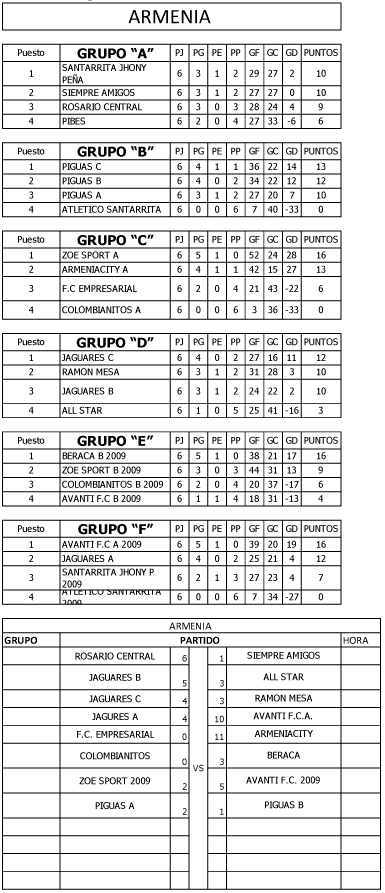 ARMENIA
Puesto GRUPO "A" PJ PG PE PP GF GC GD PUNTOS
1 SANTARRITA JHONY PEÑA 6 3 1 2 29 27 2 10
2 SIEMPRE AMIGOS 6 3 1 2 27 27 0 10
3 ROSARIO CENTRAL 6 3 0 3 28 24 4 9
4 PIBES 6 2 0 4 27 33 -6 6
Puesto GRUPO "B" PJ PG PE PP GF GC GD PUNTOS
1 PIGUAS C 6 4 1 1 36 22 14 13
2 PIGUAS B 6 4 0 2 34 22 12 12
3 PIGUAS A 6 3 1 2 27 20 7 10
4 ATLETICO SANTARRITA 6 0 0 6 7 40 -33 0
Puesto GRUPO "C" PJ PG PE PP GF GC GD PUNTOS
1 ZOE SPORT A 6 5 1 0 52 24 28 16
2 ARMENIACITY A 6 4 1 1 42 15 27 13
3 F.C EMPRESARIAL 6 2 0 4 21 43 -22 6
4 COLOMBIANITOS A 6 0 0 6 3 36 -33 0
Puesto GRUPO "D" PJ PG PE PP GF GC GD PUNTOS
1 JAGUARES C 6 4 0 2 27 16 11 12
2 RAMON MESA 6 3 1 2 31 28 3 10
3 JAGUARES B 6 3 1 2 24 22 2 10
4 ALL STAR 6 1 0 5 25 41 -16 3
Puesto GRUPO "E" PJ PG PE PP GF GC GD PUNTOS
1 BERACA B 2009 6 5 1 0 38 21 17 16
2 ZOE SPORT B 2009 6 3 0 3 44 31 13 9
3 COLOMBIANITOS B 2009 6 2 0 4 20 37 -17 6
4 AVANTI F.C B 2009 6 1 1 4 18 31 -13 4
Puesto GRUPO "F" PJ PG PE PP GF GC GD PUNTOS
1 AVANTI F.C A 2009 6 5 1 0 39 20 19 16
2 JAGUARES A 6 4 0 2 25 21 4 12
3 SANTARRITA JHONY P 2009 6 2 1 3 27 23 4 7
4 ATLETICO SANTARRITA 2009 6 0 0 6 7 34 -27 0
ARMENIA
GRUPO PARTIDO HORA
ROSARIO CENTRAL 6 1 SIEMPRE AMIGOS
JAGUARES B 5 3 ALL STAR
JAGUARES C 4 3 RAMON MESA
JAGURES A 4 10 AVANTI F.C.A.
F.C. EMPRESARIAL 0 11 ARMENIACITY
COLOMBIANITOS 0 VS 3 BERACA
ZOE SPORT 2009 2 5 AVANTI F.C. 2009
PIGUAS A 2 1 PIGUAS B